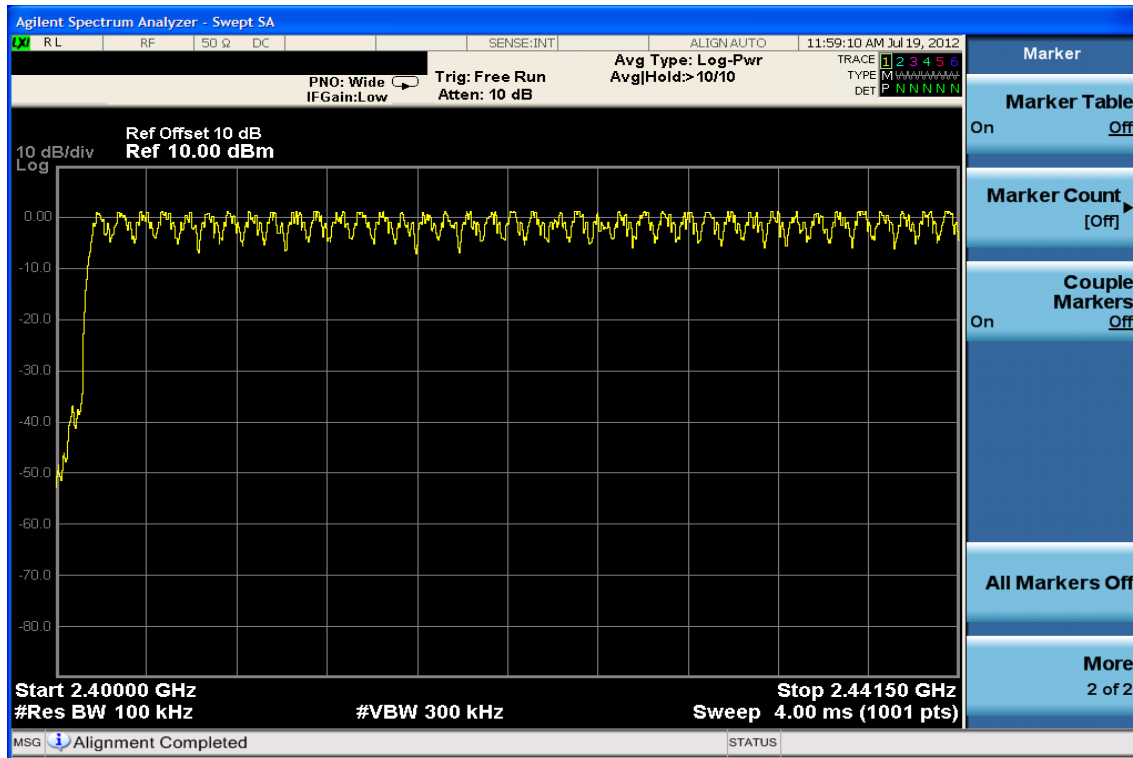 Agilent Spectrum Analyzer - Swept SA
LXI RL RF 50 Ω DC SENSE:INT ALIGN AUTO 11:59:10 AM Jul 19, 2012
Marker
PNO: Wide
IFGain:Low
Trig: Free Run
Atten: 10 dB
Avg Type: Log-Pwr
Avg|Hold:>10/10
TRACE 1 2 3 4 5 6
TYPE M
DET P N N N N N
Marker Table
On Off
Ref Offset 10 dB
10 dB/div Ref 10.00 dBm
Log
Marker Count
[Off]
Couple
Markers
On Off
0.00
-10.0
-20.0
-30.0
-40.0
-50.0
-60.0
-70.0
-80.0
All Markers Off
More
2 of 2
Start 2.40000 GHz Stop 2.44150 GHz
#Res BW 100 kHz #VBW 300 kHz Sweep 4.00 ms (1001 pts)
MSG Alignment Completed STATUS